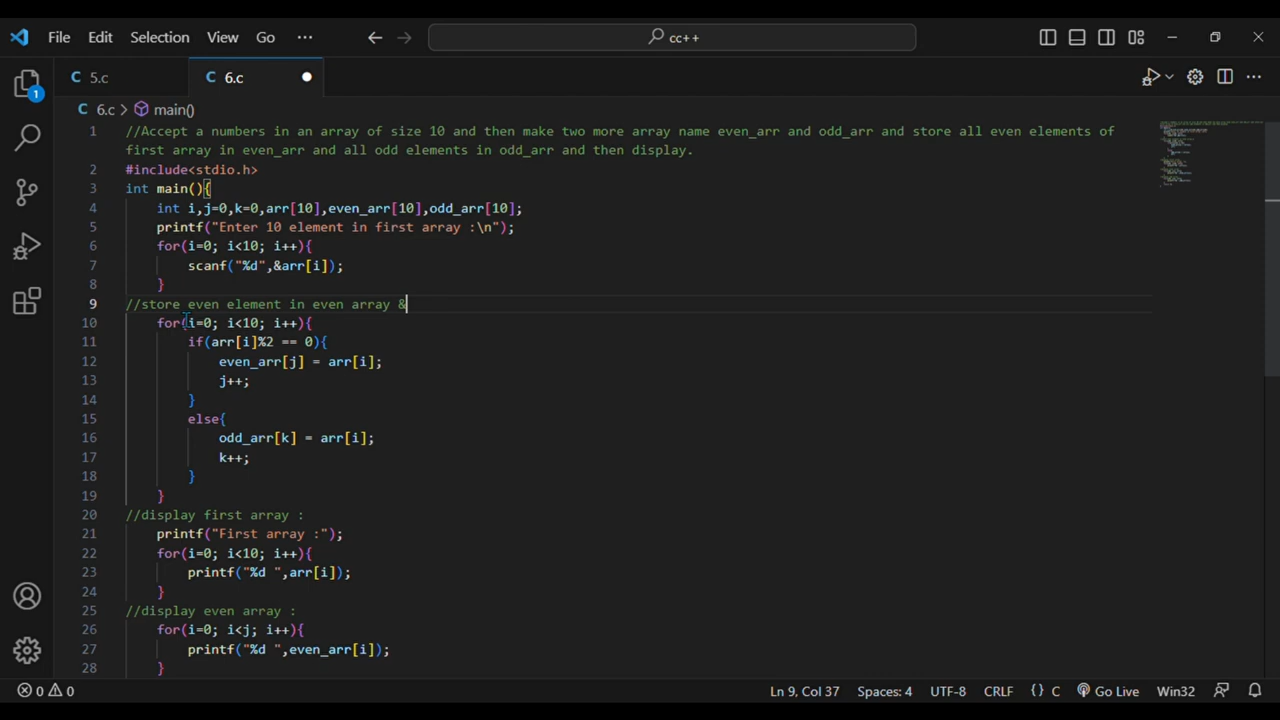 File Edit Selection View Go ··· cc++
1
C 5.c C 6.c
C 6.c > main()
1 //Accept a numbers in an array of size 10 and then make two more array name even_arr and odd_arr and store all even elements of
first array in even_arr and all odd elements in odd_arr and then display.
2 #include<stdio.h>
3 int main(){
4     int i,j=0,k=0,arr[10],even_arr[10],odd_arr[10];
5     printf("Enter 10 element in first array :\n");
6     for(i=0; i<10; i++){
7         scanf("%d",&arr[i]);
8     }
9 //store even element in even array &
10     for(i=0; i<10; i++){
11         if(arr[i]%2 == 0){
12             even_arr[j] = arr[i];
13             j++;
14         }
15         else{
16             odd_arr[k] = arr[i];
17             k++;
18         }
19     }
20 //display first array :
21     printf("First array :");
22     for(i=0; i<10; i++){
23         printf("%d ",arr[i]);
24     }
25 //display even array :
26     for(i=0; i<j; i++){
27         printf("%d ",even_arr[i]);
28     }
0 0 Ln 9, Col 37 Spaces: 4 UTF-8 CRLF {} C Go Live Win32